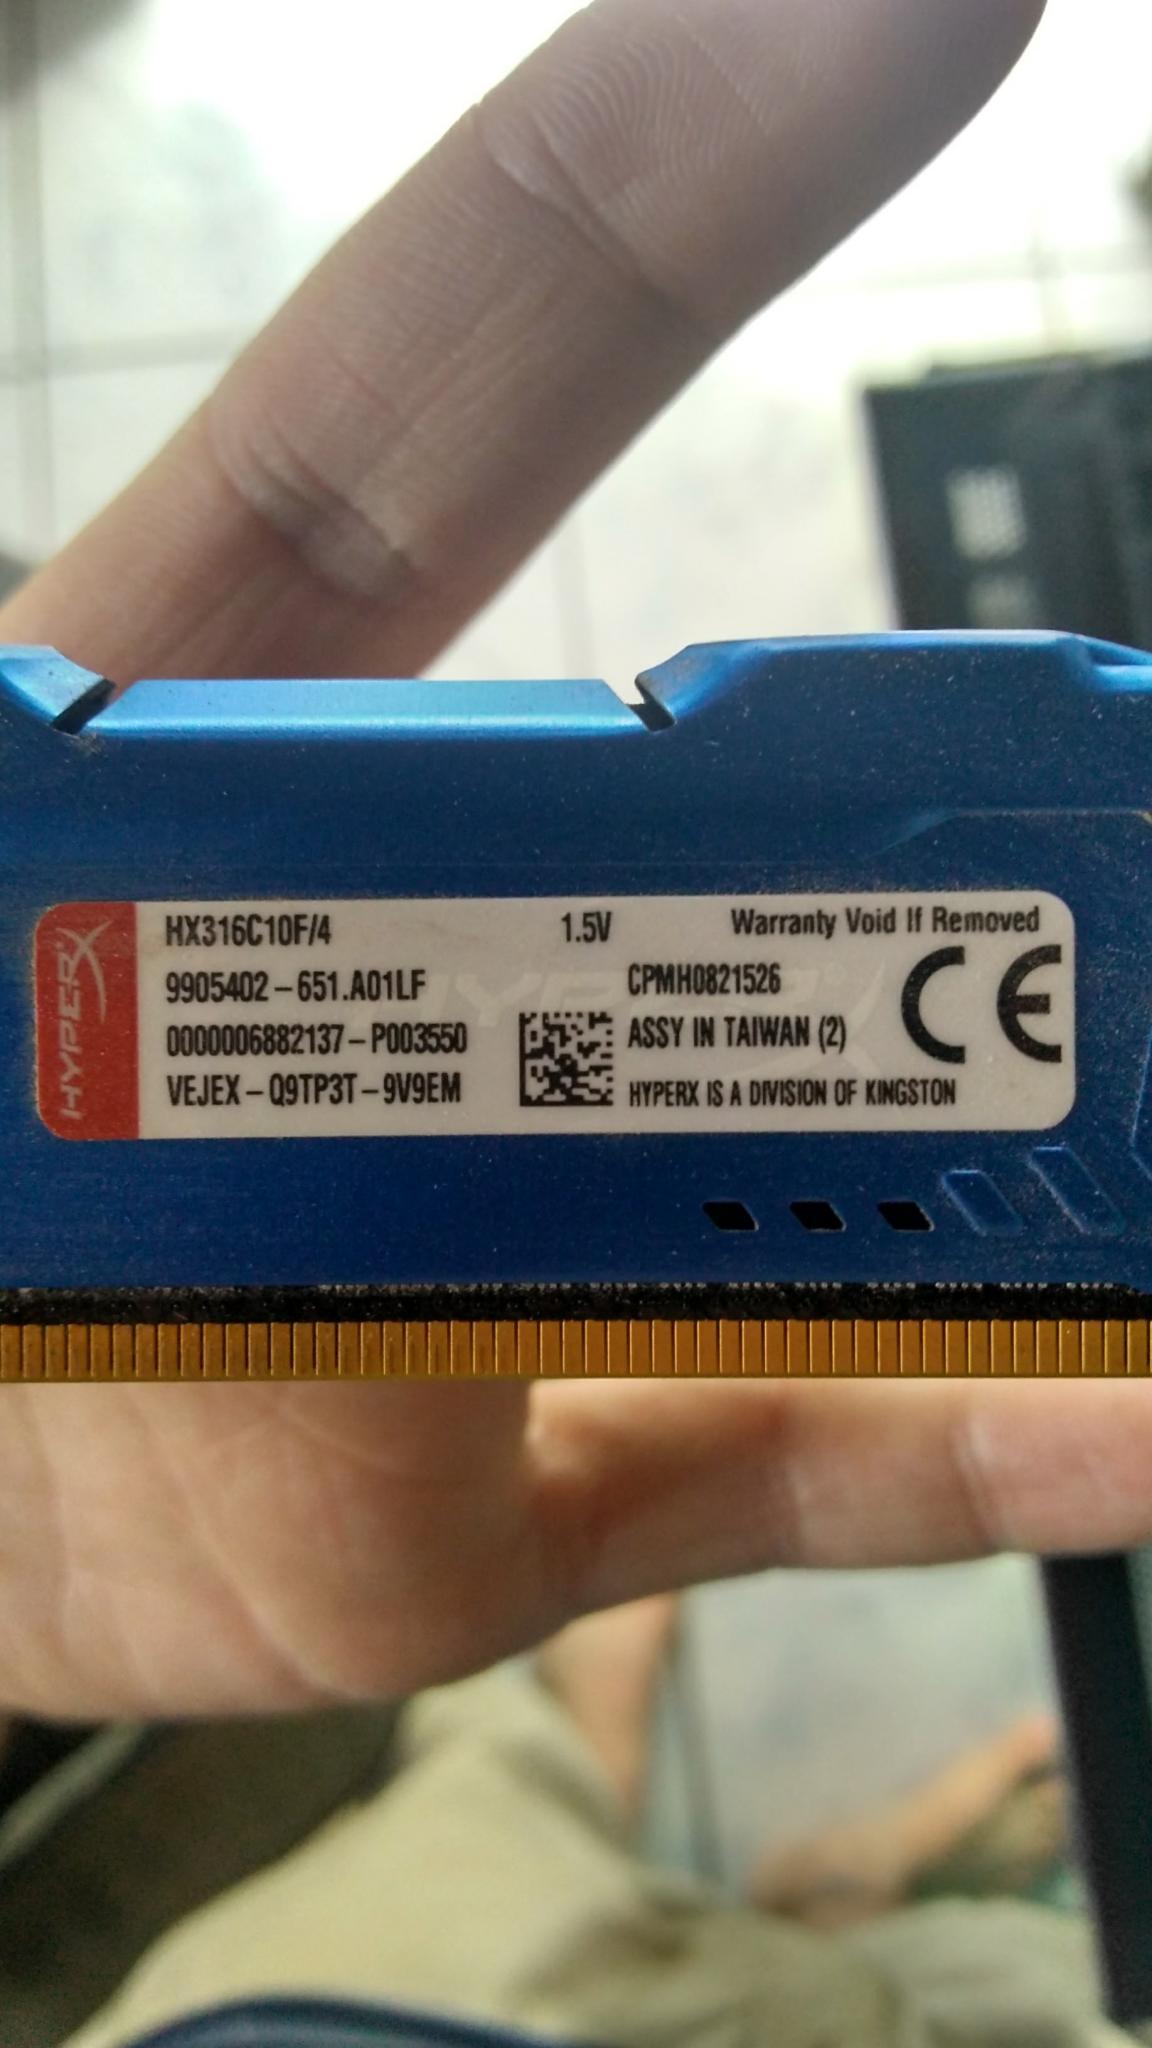 HYPERX
HX316C10F/4 1.5V Warranty Void If Removed
9905402-651.A01LF CPMH0821526
0000006882137-P003550 ASSY IN TAIWAN (2)
VEJEX-Q9TP3T-9V9EM HYPERX IS A DIVISION OF KINGSTON
CE